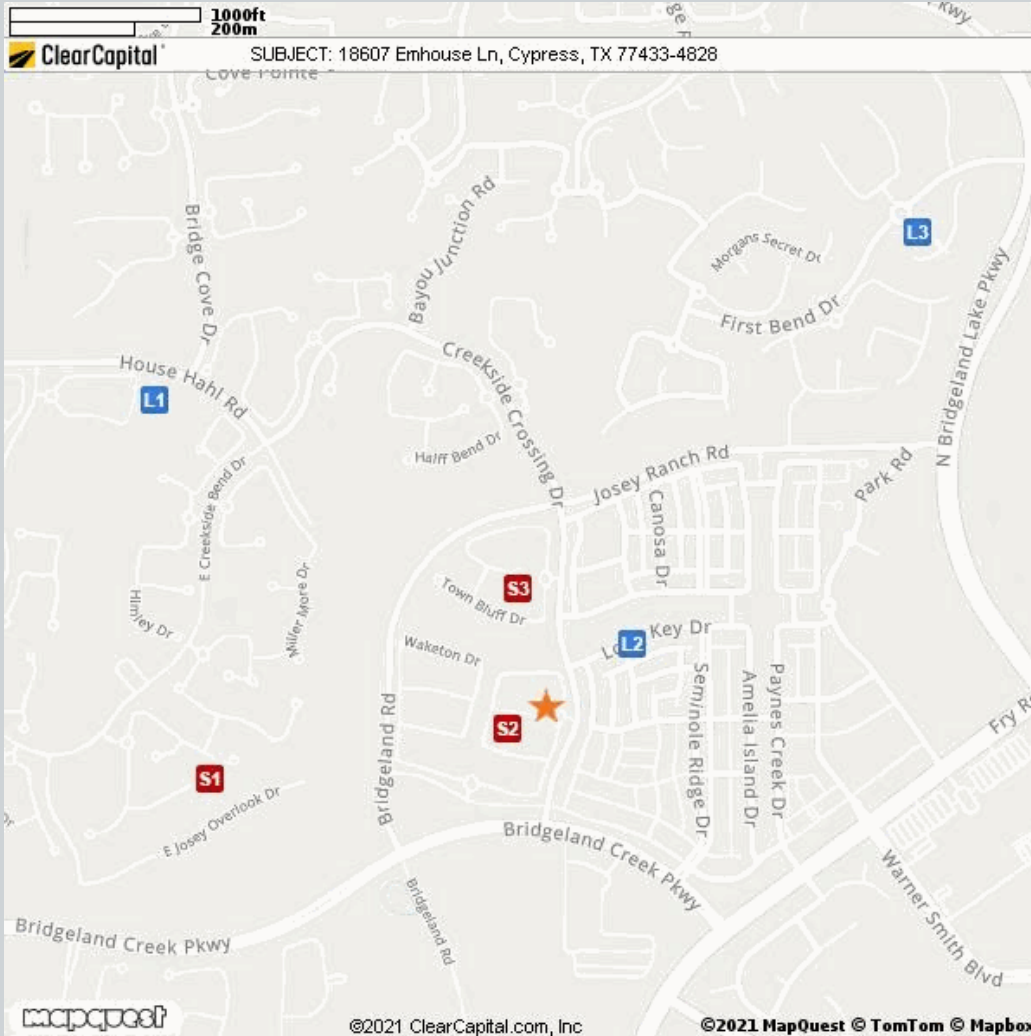 1000ft
200m
ClearCapital
SUBJECT: 18607 Emhouse Ln, Cypress, TX 77433-4828
Cove Pointe
Bridge Cove Dr
Bayou Junction Rd
Morgans Secret Dr
L3
First Bend Dr
N Bridgeland Lake Pkwy
House Hahl Rd
L1
Creekside Crossing Dr
Halff Bend Dr
Josey Ranch Rd
Park Rd
E Creekside Bend Dr
Canosa Dr
Miller More Dr
S3
Town Bluff Dr
Himley Dr
Waketon Dr
L2
Key Dr
Seminole Ridge Dr
Amelia Island Dr
Paynes Creek Dr
S2
Bridgeland Rd
Fry
S1
E Josey Overlook Dr
Bridgeland Creek Pkwy
Warner Smith Blvd
Bridgeland Rd
Bridgeland Creek Pkwy
mapquest
©2021 ClearCapital.com, Inc
©2021 MapQuest © TomTom © Mapbox